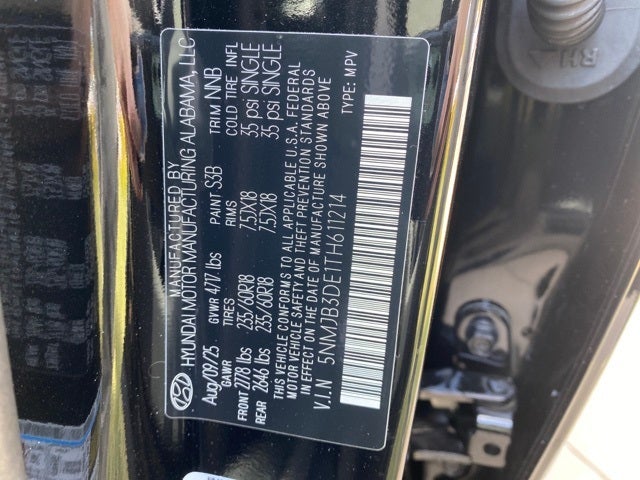 MANUFACTURED BY
HYUNDAI MOTOR MANUFACTURING ALABAMA, LLC
Aug/09/25 GVWR 4717 lbs PAINT S3B TRIM NNB
GAWR TIRES RIMS COLD TIRE INFL
FRONT 2778 lbs 235/60R18 7.5JX18 35 psi SINGLE
REAR 2646 lbs 235/60R18 7.5JX18 35 psi SINGLE
THIS VEHICLE CONFORMS TO ALL APPLICABLE U.S.A. FEDERAL
MOTOR VEHICLE SAFETY AND THEFT PREVENTION STANDARDS
IN EFFECT ON THE DATE OF MANUFACTURE SHOWN ABOVE
V.I.N 5NMJB3DE1TH611214 TYPE: MPV
RH